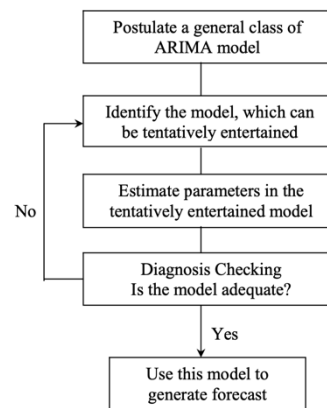 Postulate a general class of
ARIMA model
Identify the model, which can
be tentatively entertained
Estimate parameters in the
tentatively entertained model
No
Diagnosis Checking
Is the model adequate?
Yes
Use this model to
generate forecast